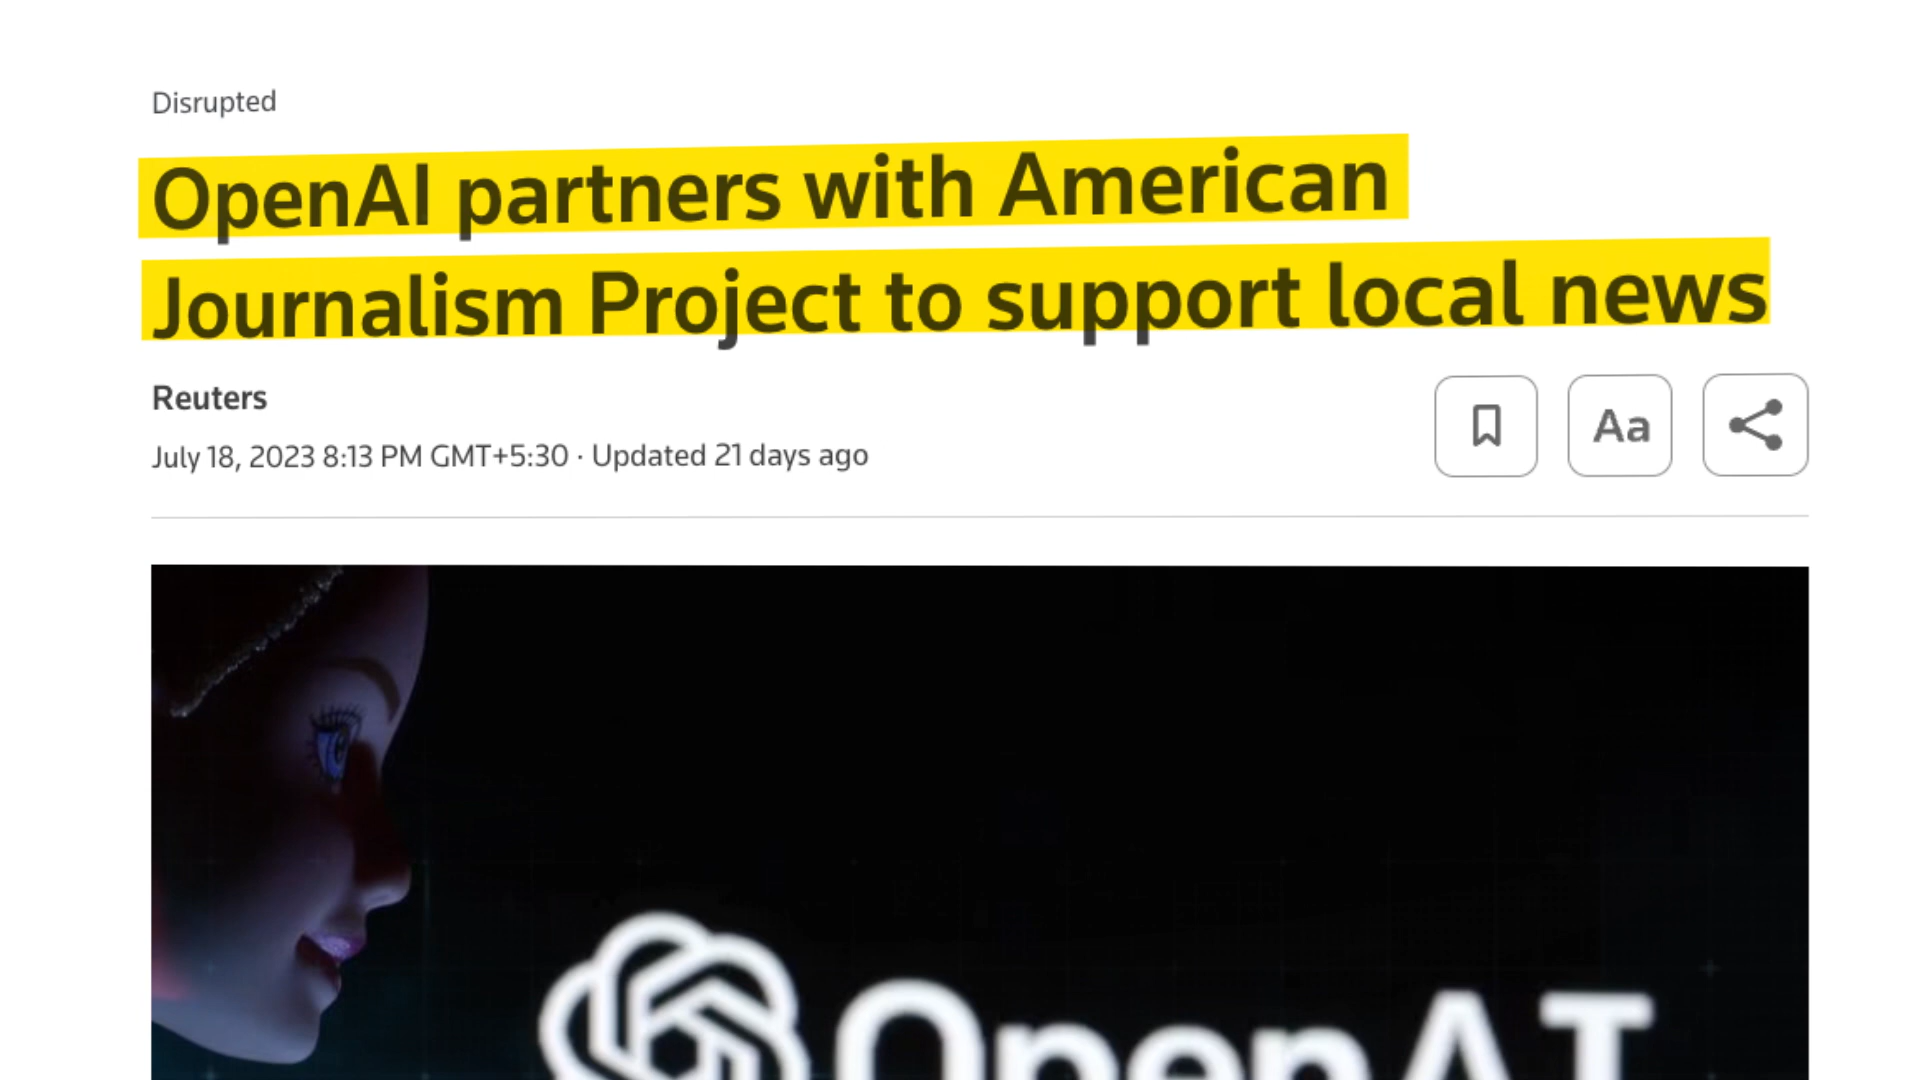 Disrupted
OpenAI partners with American
Journalism Project to support local news
Reuters
July 18, 2023 8:13 PM GMT+5:30 · Updated 21 days ago
Aa
OpenAI